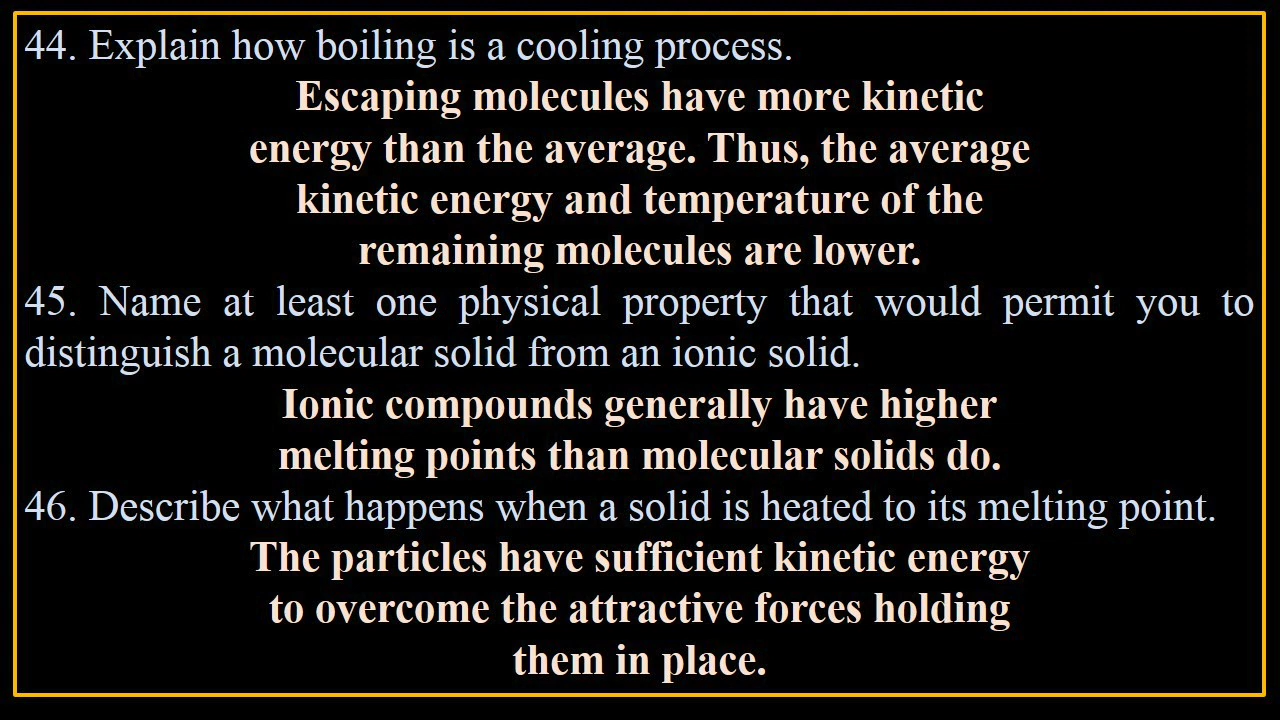 44. Explain how boiling is a cooling process.
Escaping molecules have more kinetic
energy than the average. Thus, the average
kinetic energy and temperature of the
remaining molecules are lower.
45. Name at least one physical property that would permit you to
distinguish a molecular solid from an ionic solid.
Ionic compounds generally have higher
melting points than molecular solids do.
46. Describe what happens when a solid is heated to its melting point.
The particles have sufficient kinetic energy
to overcome the attractive forces holding
them in place.